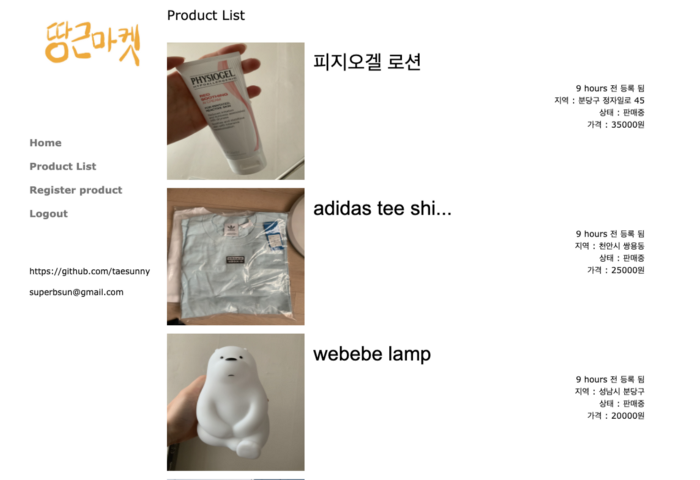 땅근마켓
Home
Product List
Register product
Logout
https://github.com/taesunny
superbsun@gmail.com
Product List
PHYSIOGEL
피지오겔 로션
9 hours 전 등록 됨
지역 : 분당구 정자일로 45
상태 : 판매중
가격 : 35000원
adidas tee shi...
9 hours 전 등록 됨
지역 : 천안시 쌍용동
상태 : 판매중
가격 : 25000원
webebe lamp
9 hours 전 등록 됨
지역 : 성남시 분당구
상태 : 판매중
가격 : 20000원